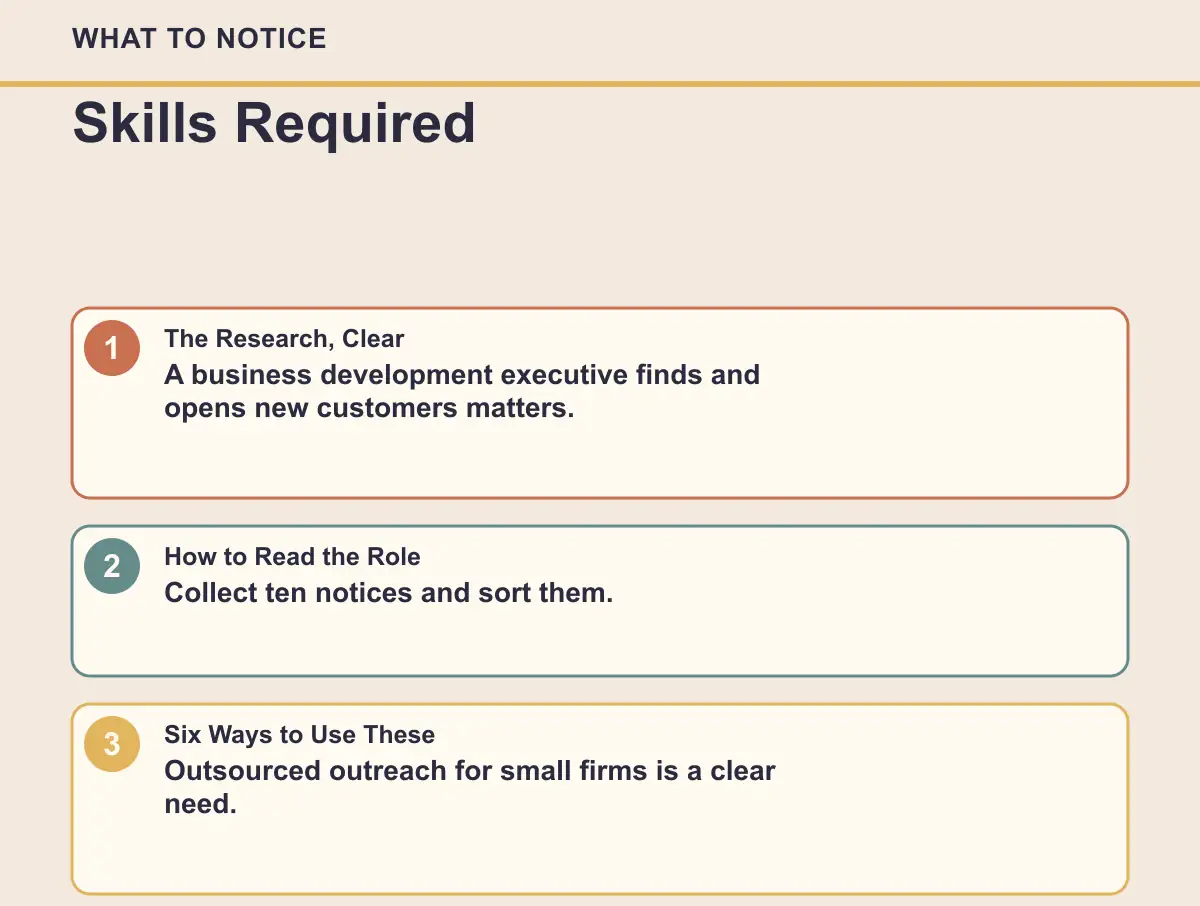 WHAT TO NOTICE
Skills Required
1
The Research, Clear
A business development executive finds and
opens new customers matters.
2
How to Read the Role
Collect ten notices and sort them.
3
Six Ways to Use These
Outsourced outreach for small firms is a clear
need.